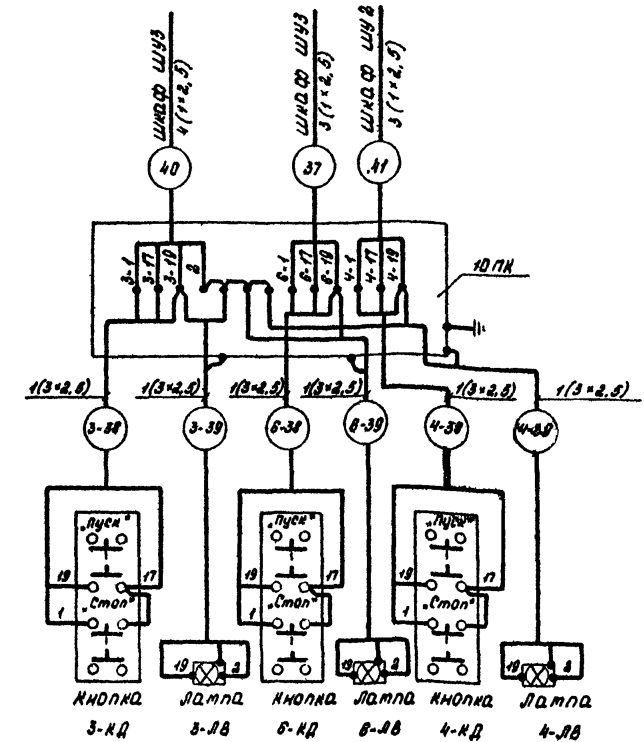 шкаф ШУ3
4(1×2,5)
шкаф ШУ3
3(1×2,5)
шкаф ШУ2
3(1×2,5)
40
37
41
3-1
3-17
3-19
2
6-1
6-17
6-19
4-1
4-17
4-19
10ПК
1(3×2,5)
1(3×2,5)
1(3×2,5)
1(3×2,5)
1(3×2,5)
1(3×2,5)
3-38
3-39
6-38
6-39
4-38
4-39
„Пуск"
„Пуск"
„Пуск"
19
17
19
17
19
17
„Стоп"
„Стоп"
„Стоп"
1
1
1
19
2
19
2
19
2
Кнопка
Лампа
Кнопка
Лампа
Кнопка
Лампа
3-КД
3-ЛВ
6-КД
6-ЛВ
4-КД
4-ЛВ